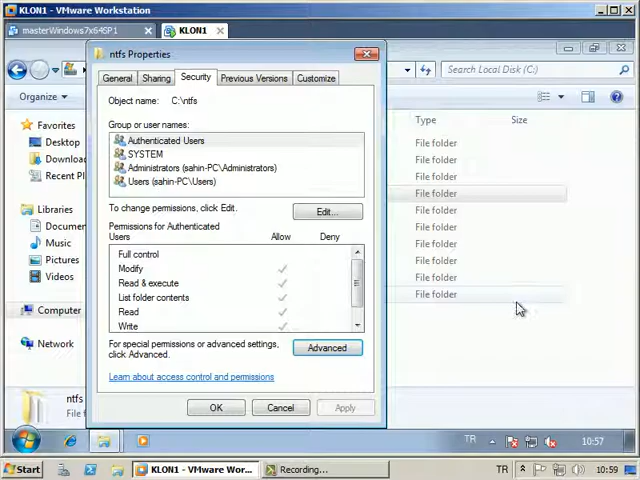 KLON1 - VMware Workstation
masterWindows7x64SP1
KLON1
ntfs Properties
Search Local Disk (C:)
General
Sharing
Security
Previous Versions
Customize
Organize
Object name: C:\ntfs
Type
Size
Group or user names:
Favorites
Authenticated Users
File folder
Desktop
SYSTEM
File folder
Downloa
Administrators (sahin-PC\Administrators)
File folder
Recent Pl
Users (sahin-PC\Users)
File folder
Libraries
To change permissions, click Edit.
Edit...
File folder
Docume
Permissions for Authenticated
Users
Allow
Deny
File folder
Music
Full control
File folder
Pictures
Modify
File folder
Videos
Read & execute
File folder
List folder contents
File folder
Computer
Read
Write
Network
For special permissions or advanced settings,
click Advanced.
Advanced
Learn about access control and permissions
ntfs
File f
OK
Cancel
Apply
TR
10:57
Start
KLON1 - VMware Wor...
Recording...
TR
10:59